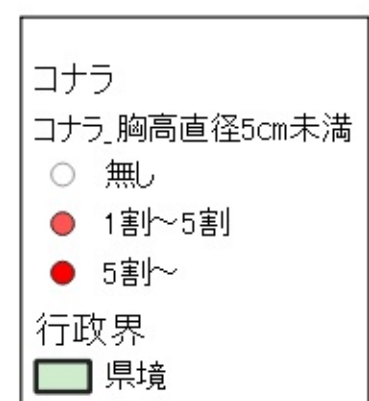 コナラ
コナラ_胸高直径5cm未満
無し
1割～5割
5割～
行政界
県境